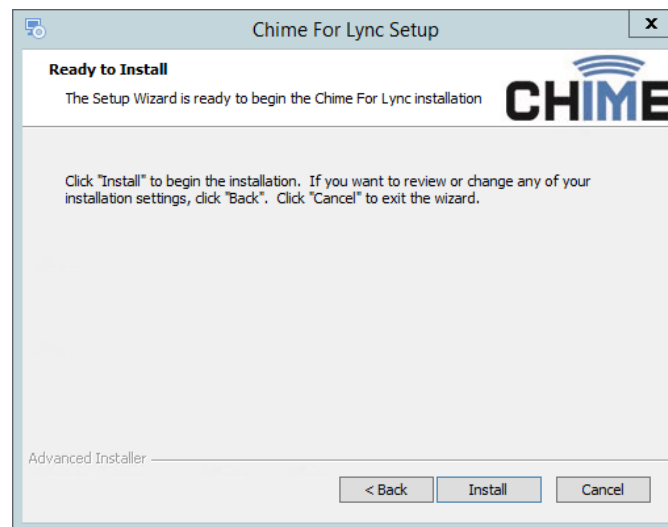 Chime For Lync Setup
x
Ready to Install
The Setup Wizard is ready to begin the Chime For Lync installation
CHIME
Click "Install" to begin the installation.  If you want to review or change any of your
installation settings, click "Back".  Click "Cancel" to exit the wizard.
Advanced Installer
< Back
Install
Cancel